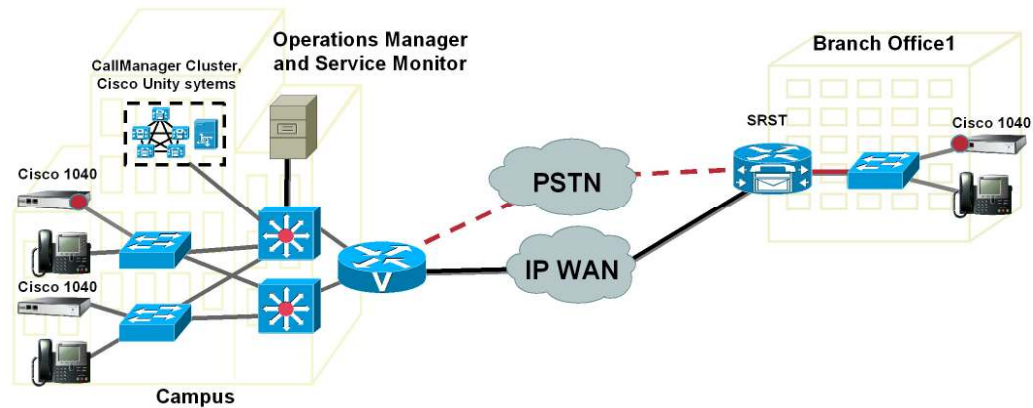 Operations Manager
and Service Monitor
CallManager Cluster,
Cisco Unity sytems
Branch Office1
SRST
Cisco 1040
Cisco 1040
PSTN
V
IP WAN
Cisco 1040
Campus